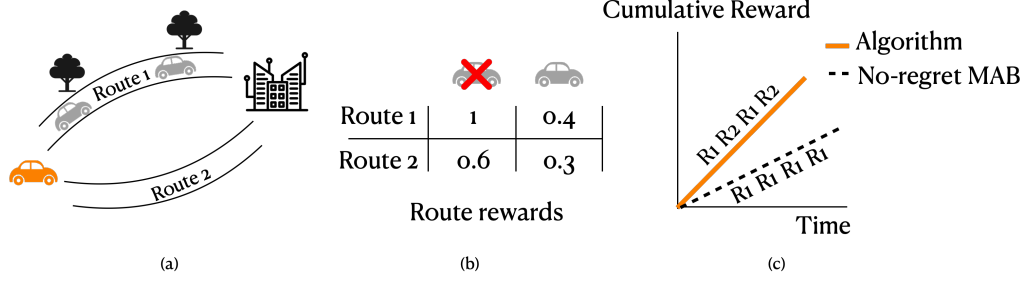 Route 1
Route 2
(a)
Route 1 1 0.4
Route 2 0.6 0.3
Route rewards
(b)
Cumulative Reward
Algorithm
No-regret MAB
R1 R2 R1 R2
R1 R1 R1 R1
Time
(c)